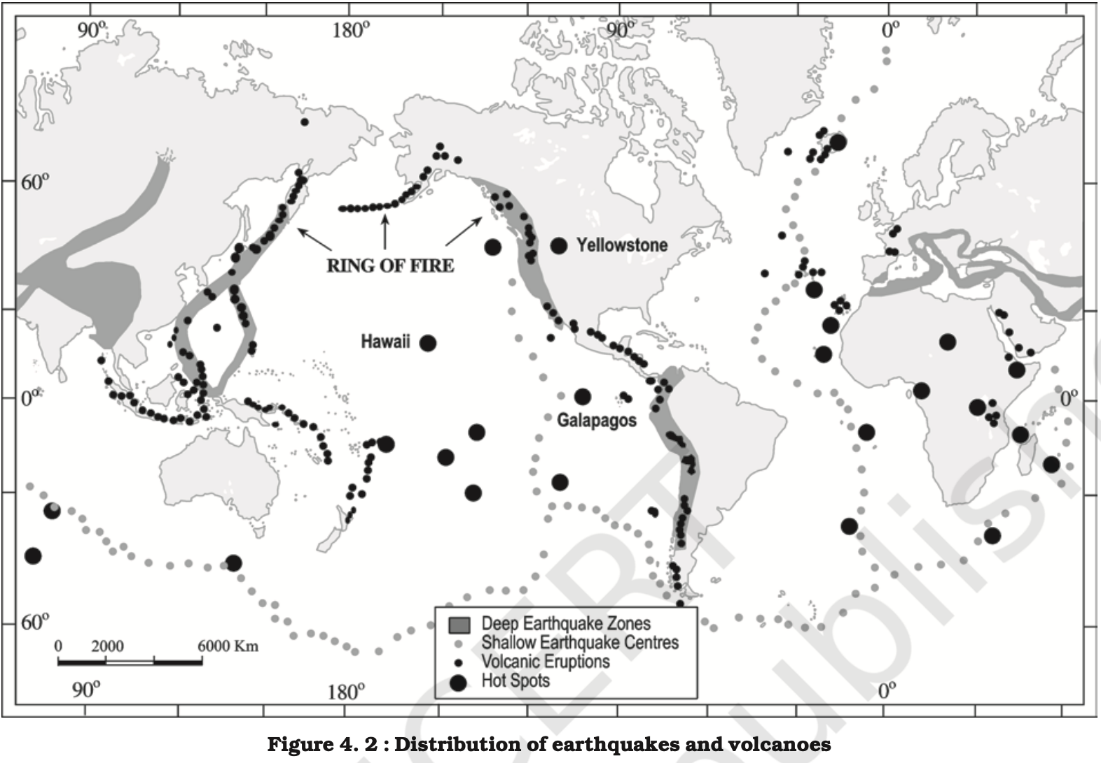 90º 180º 90º 0º
60º
Yellowstone
RING OF FIRE
Hawaii
0º
0º
Galapagos
60º
0 2000 6000 Km
Deep Earthquake Zones
Shallow Earthquake Centres
Volcanic Eruptions
Hot Spots
90º 180º 0º
Figure 4. 2 : Distribution of earthquakes and volcanoes